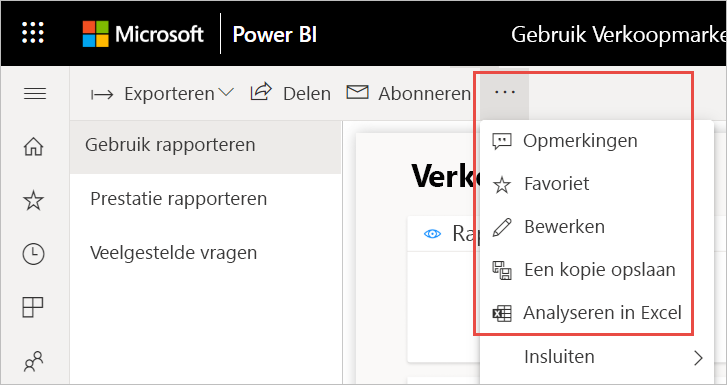 Microsoft Power BI Gebruik Verkoopmarke
Exporteren Delen Abonneren ...
Gebruik rapporteren
Prestatie rapporteren
Veelgestelde vragen
Verk
Rap
Opmerkingen
Favoriet
Bewerken
Een kopie opslaan
Analyseren in Excel
Insluiten